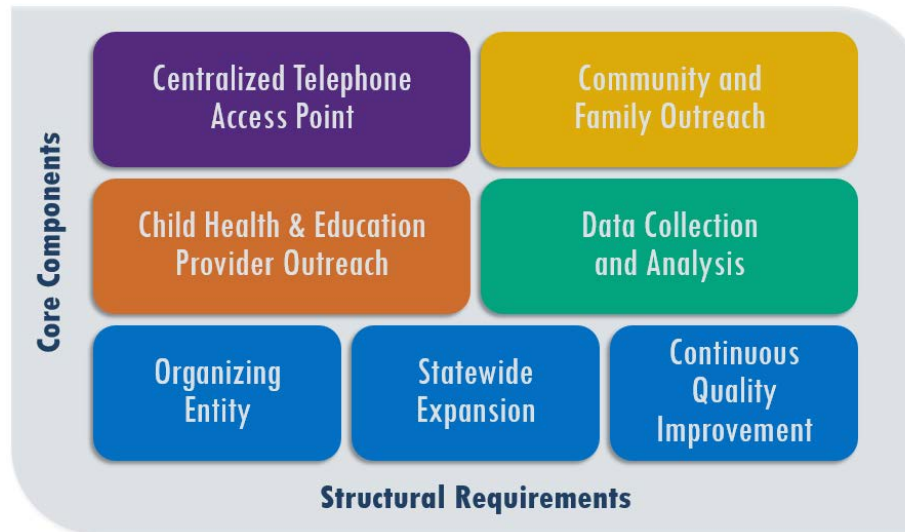 Core Components
Centralized Telephone
Access Point
Community and
Family Outreach
Child Health & Education
Provider Outreach
Data Collection
and Analysis
Organizing
Entity
Statewide
Expansion
Continuous
Quality
Improvement
Structural Requirements